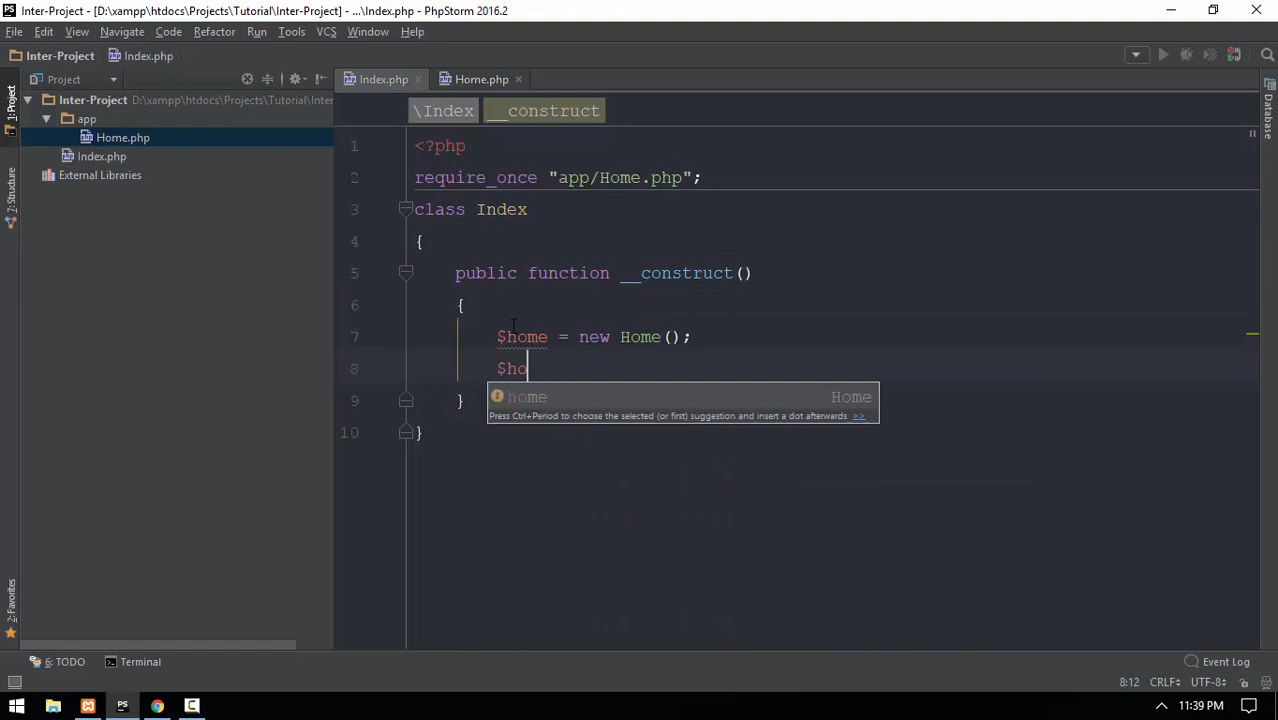 Inter-Project - [D:\xampp\htdocs\Projects\Tutorial\Inter-Project] - ...\Index.php - PhpStorm 2016.2
File Edit View Navigate Code Refactor Run Tools VCS Window Help
Inter-Project Index.php
Project
Index.php Home.php
Inter-Project D:\xampp\htdocs\Projects\Tutorial\Inter
app
Home.php
Index.php
External Libraries
1: Project
7: Structure
2: Favorites
Database
\Index __construct
1 <?php
2 require_once "app/Home.php";
3 class Index
4 {
5 public function __construct()
6 {
7 $home = new Home();
8 $ho
home Home
Press Ctrl+Period to choose the selected (or first) suggestion and insert a dot afterwards >>
9 }
10 }
6: TODO Terminal Event Log
8:12 CRLF UTF-8
PS 11:39 PM